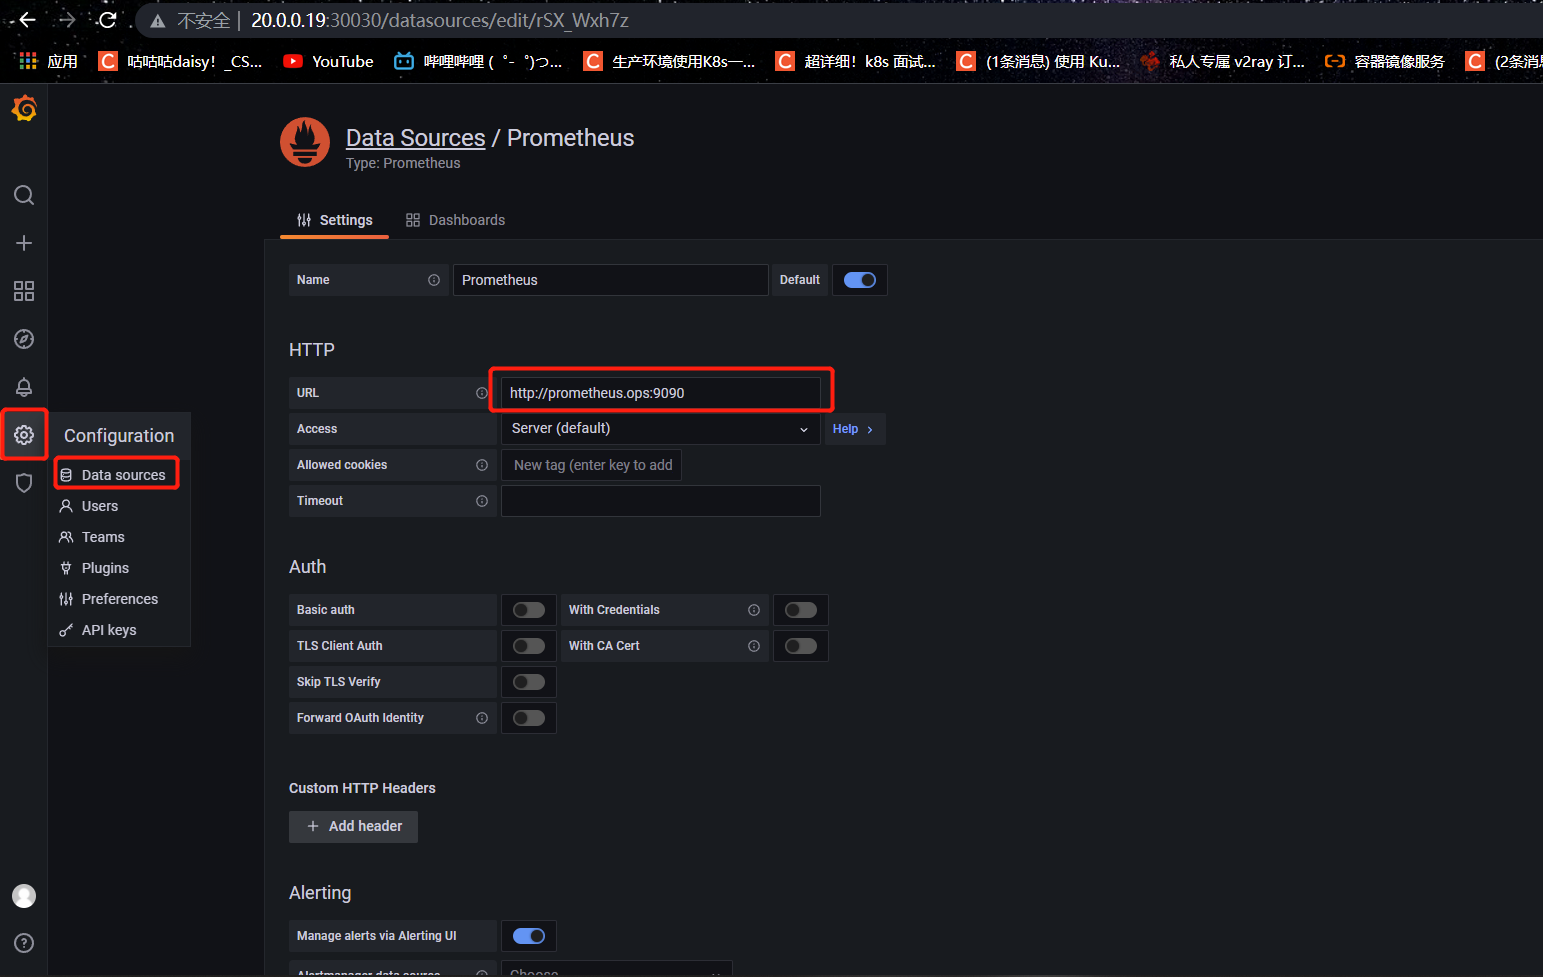 不安全 | 20.0.0.19:30030/datasources/edit/rSX_Wxh7z
应用 咕咕咕daisy！_CS... YouTube 哔哩哔哩 (゜-゜)つ... 生产环境使用K8s一... 超详细！k8s 面试... (1条消息) 使用 Ku... 私人专属 v2ray 订... 容器镜像服务 (2条消息
Data Sources / Prometheus
Type: Prometheus
Settings Dashboards
Name Prometheus Default
HTTP
URL http://prometheus.ops:9090
Access Server (default) Help >
Allowed cookies New tag (enter key to add
Timeout
Configuration
Data sources
Users
Teams
Plugins
Preferences
API keys
Auth
Basic auth With Credentials
TLS Client Auth With CA Cert
Skip TLS Verify
Forward OAuth Identity
Custom HTTP Headers
+ Add header
Alerting
Manage alerts via Alerting UI
Alertmanager data source Choose